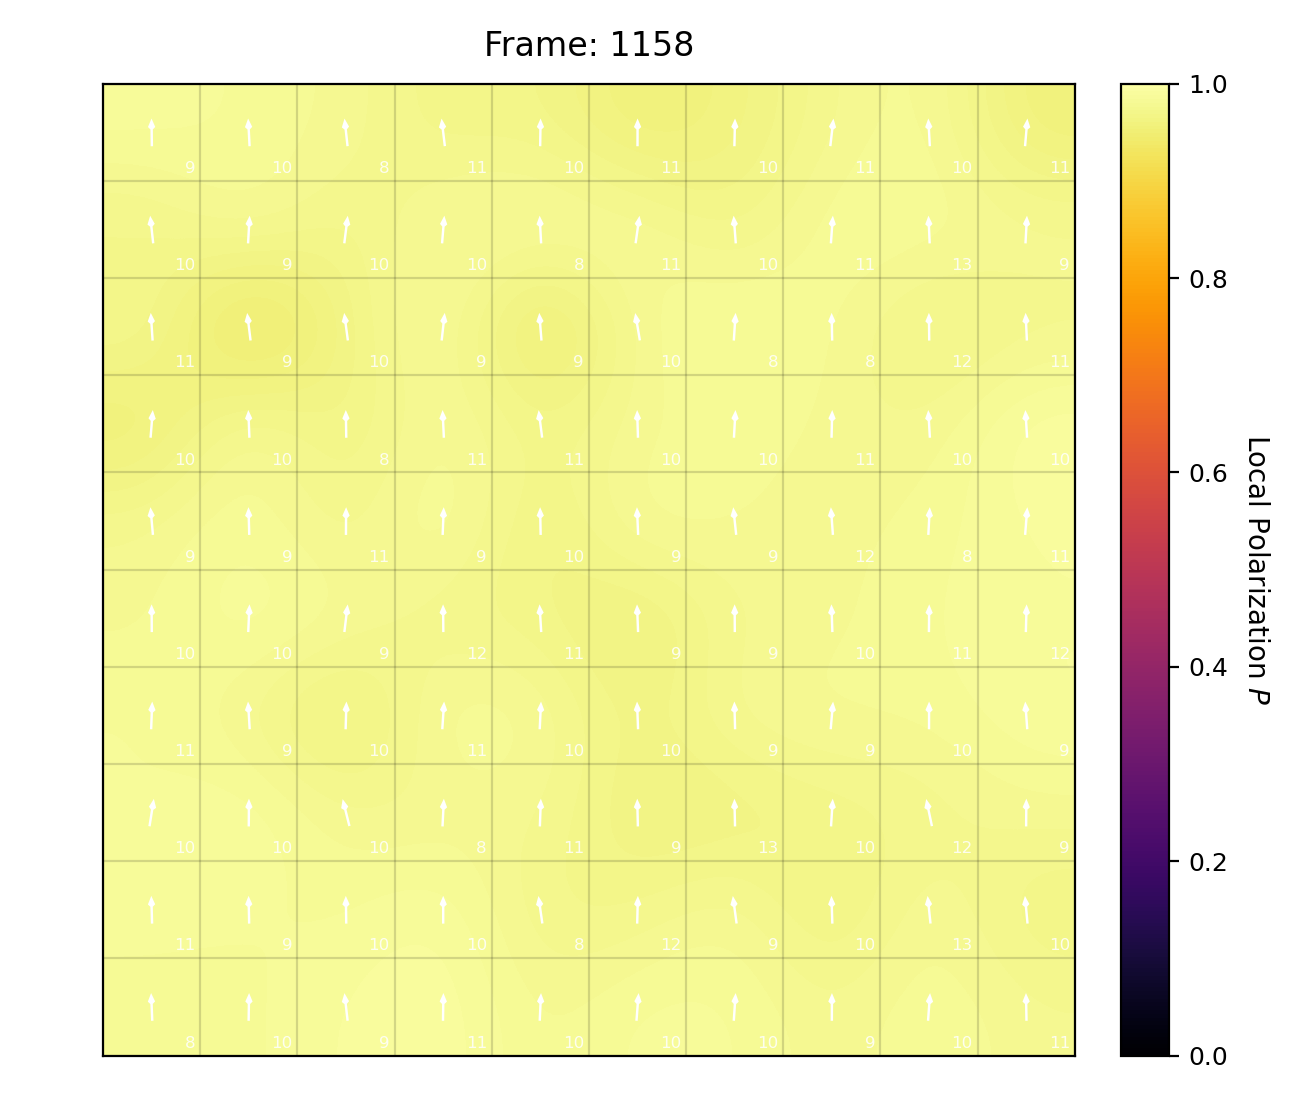 Frame: 1158
9 10 8 11 10 11 10 11 10 11
10 9 10 10 8 11 10 11 13 9
11 9 10 9 9 10 8 8 12 11
10 10 8 11 11 10 10 11 10 10
9 9 11 9 10 9 9 12 8 11
10 10 9 12 11 9 9 10 11 12
11 9 10 11 10 10 9 9 10 9
10 10 10 8 11 9 13 10 12 9
11 9 10 10 8 12 9 10 13 10
8 10 9 11 10 10 10 9 10 11
1.0
0.8
0.6
0.4
0.2
0.0
Local Polarization P